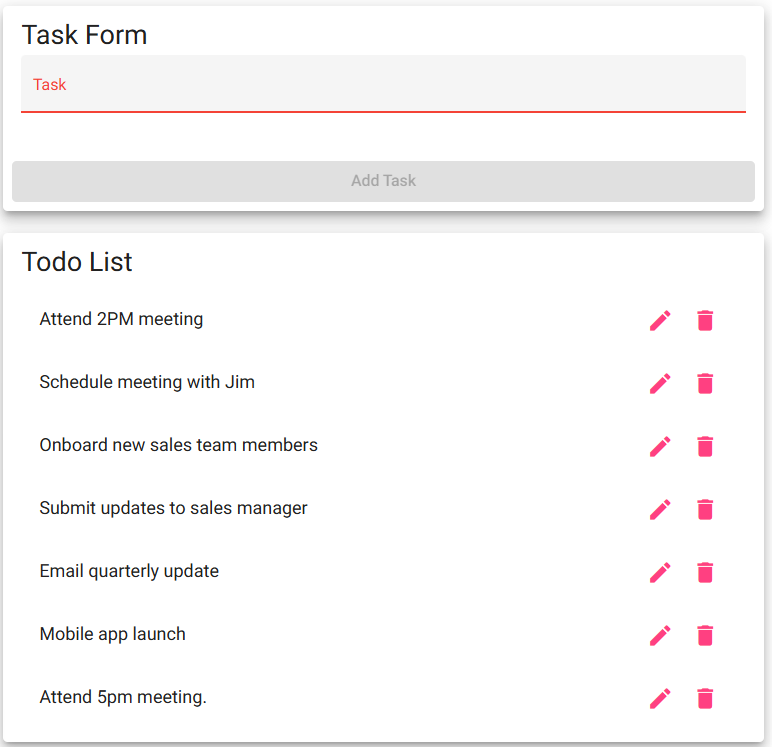 Task Form
Task
Add Task
Todo List
Attend 2PM meeting
Schedule meeting with Jim
Onboard new sales team members
Submit updates to sales manager
Email quarterly update
Mobile app launch
Attend 5pm meeting.